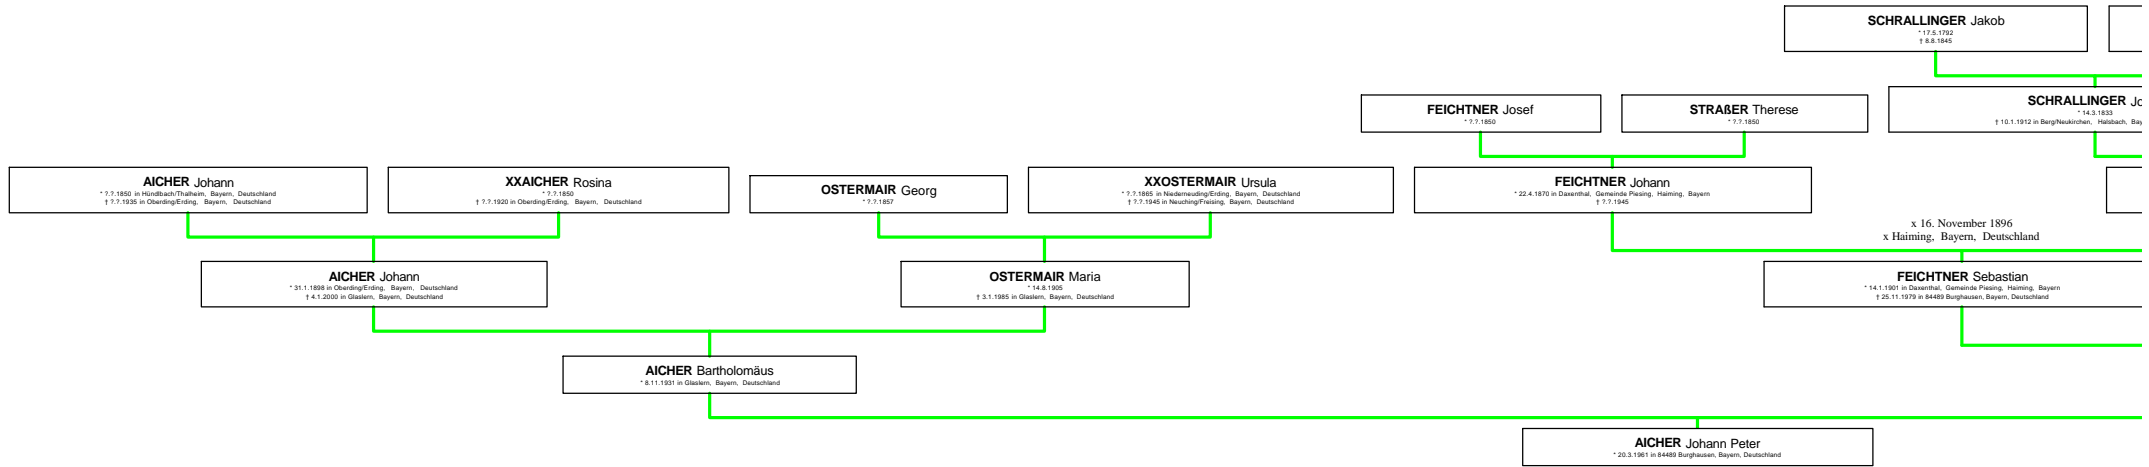 SCHRALLINGER Jakob
* 17.5.1792
† 8.8.1845
FEICHTNER Josef
* ?.?.1850
STRAßER Therese
* ?.?.1850
SCHRALLINGER Jo
* 14.3.1833
† 10.1.1912 in Berg/Neukirchen, Halsbach, Bay
AICHER Johann
* ?.?.1850 in Hündlbach/Thalheim, Bayern, Deutschland
† ?.?.1935 in Oberding/Erding, Bayern, Deutschland
XXAICHER Rosina
* ?.?.1850
† ?.?.1920 in Oberding/Erding, Bayern, Deutschland
OSTERMAIR Georg
* ?.?.1857
XXOSTERMAIR Ursula
* ?.?.1865 in Niederneuding/Erding, Bayern, Deutschland
† ?.?.1945 in Neuching/Freising, Bayern, Deutschland
FEICHTNER Johann
* 22.4.1870 in Daxenthal, Gemeinde Piesing, Haiming, Bayern
† ?.?.1945
x 16. November 1896
x Haiming, Bayern, Deutschland
AICHER Johann
* 31.1.1898 in Oberding/Erding, Bayern, Deutschland
† 4.1.2000 in Glaslern, Bayern, Deutschland
OSTERMAIR Maria
* 14.8.1905
† 3.1.1985 in Glaslern, Bayern, Deutschland
FEICHTNER Sebastian
* 14.1.1901 in Daxenthal, Gemeinde Piesing, Haiming, Bayern
† 25.11.1979 in 84489 Burghausen, Bayern, Deutschland
AICHER Bartholomäus
* 8.11.1931 in Glaslern, Bayern, Deutschland
AICHER Johann Peter
* 20.3.1961 in 84489 Burghausen, Bayern, Deutschland